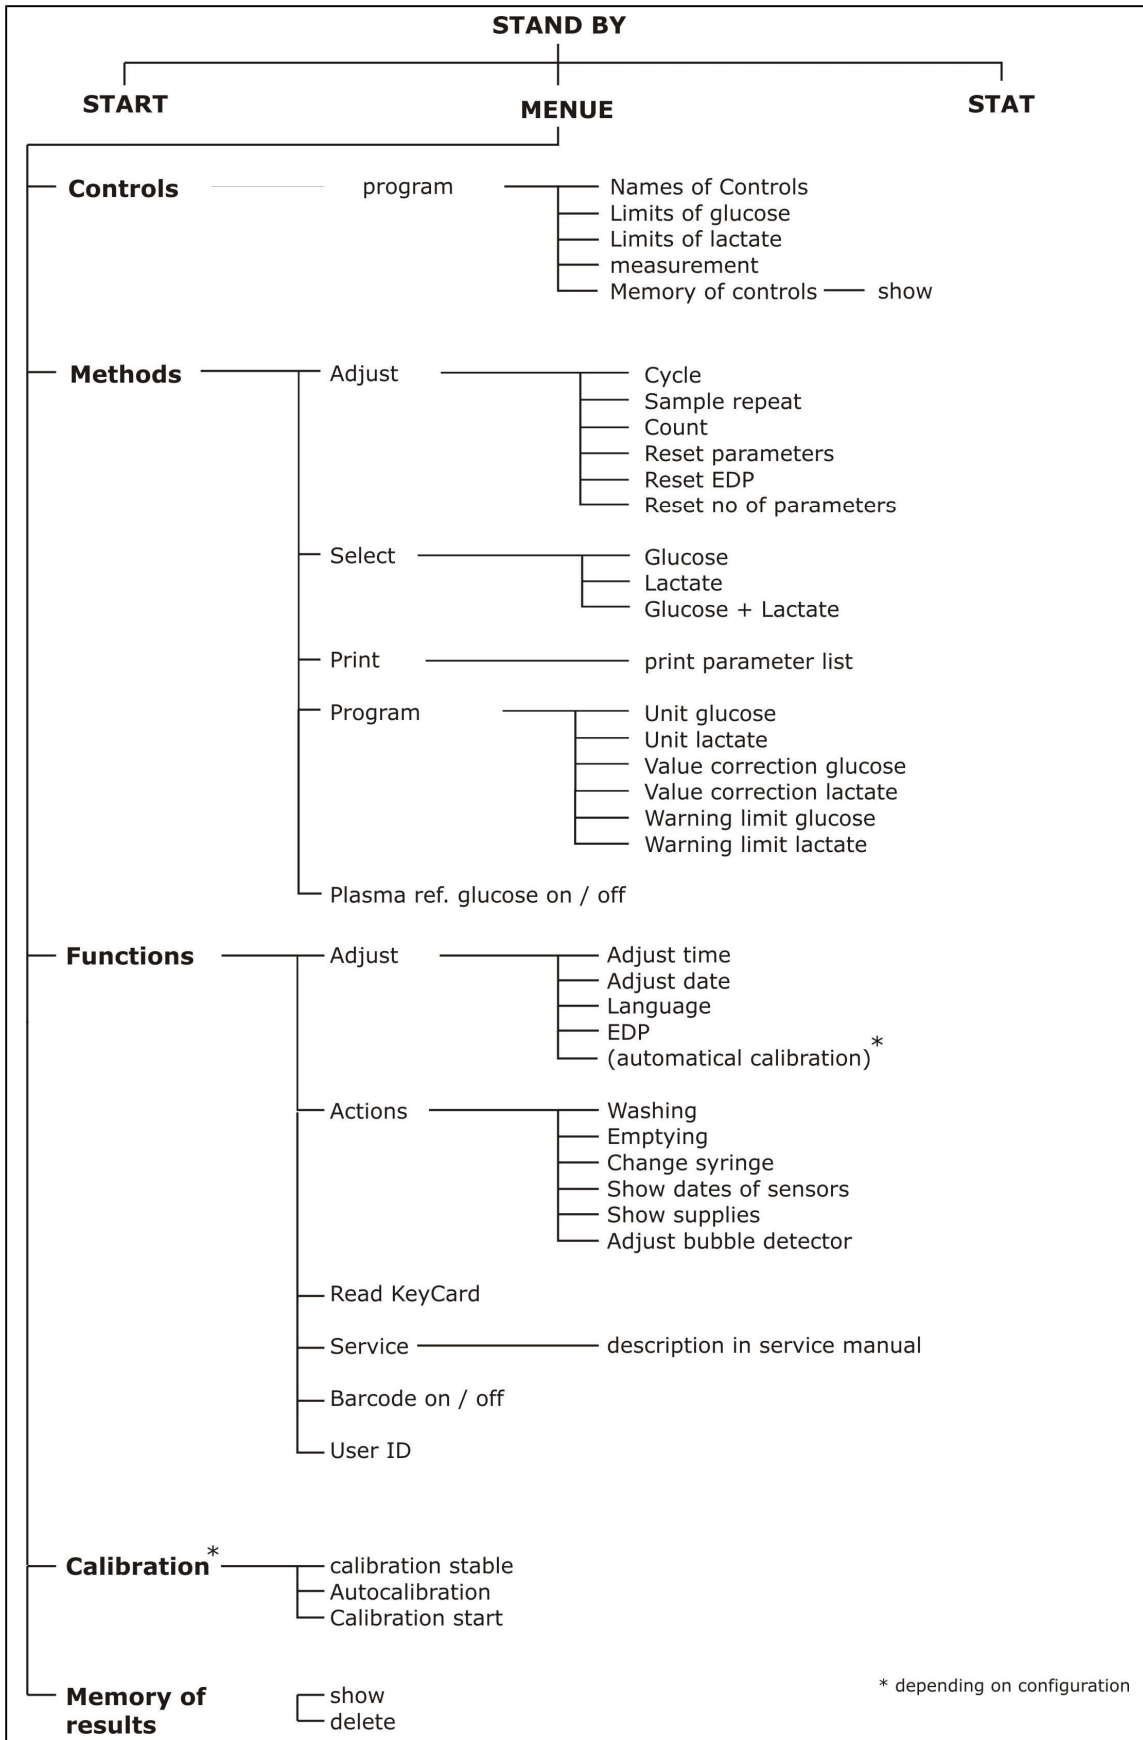 STAND BY
START
MENUE
STAT
Controls
program
Names of Controls
Limits of glucose
Limits of lactate
measurement
Memory of controls
show
Methods
Adjust
Cycle
Sample repeat
Count
Reset parameters
Reset EDP
Reset no of parameters
Select
Glucose
Lactate
Glucose + Lactate
Print
print parameter list
Program
Unit glucose
Unit lactate
Value correction glucose
Value correction lactate
Warning limit glucose
Warning limit lactate
Plasma ref. glucose on / off
Functions
Adjust
Adjust time
Adjust date
Language
EDP
(automatical calibration)*
Actions
Washing
Emptying
Change syringe
Show dates of sensors
Show supplies
Adjust bubble detector
Read KeyCard
Service
description in service manual
Barcode on / off
User ID
Calibration*
calibration stable
Autocalibration
Calibration start
Memory of
results
show
delete
* depending on configuration